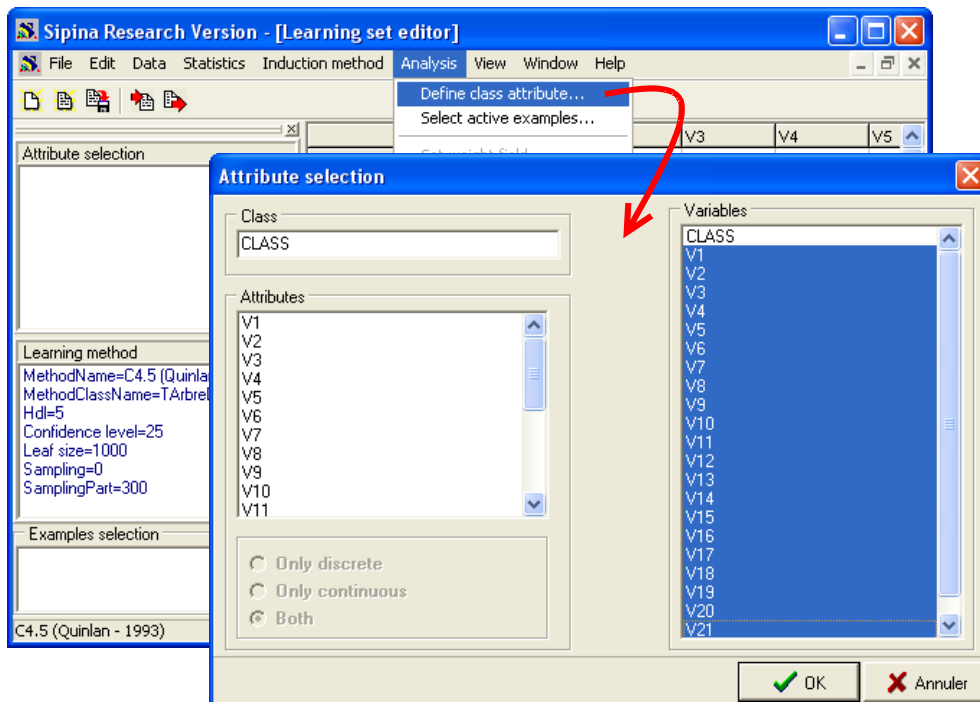 Sipina Research Version - [Learning set editor]
File Edit Data Statistics Induction method Analysis View Window Help
Define class attribute...
Select active examples...
V3 V4 V5
Attribute selection
Learning method
MethodName=C4.5 (Quinlan
MethodClassName=TArbre
Hdl=5
Confidence level=25
Leaf size=1000
Sampling=0
SamplingPart=300
Examples selection
C4.5 (Quinlan - 1993)
Attribute selection
Class
CLASS
Attributes
V1
V2
V3
V4
V5
V6
V7
V8
V9
V10
V11
Only discrete
Only continuous
Both
Variables
CLASS
V1
V2
V3
V4
V5
V6
V7
V8
V9
V10
V11
V12
V13
V14
V15
V16
V17
V18
V19
V20
V21
OK Annuler